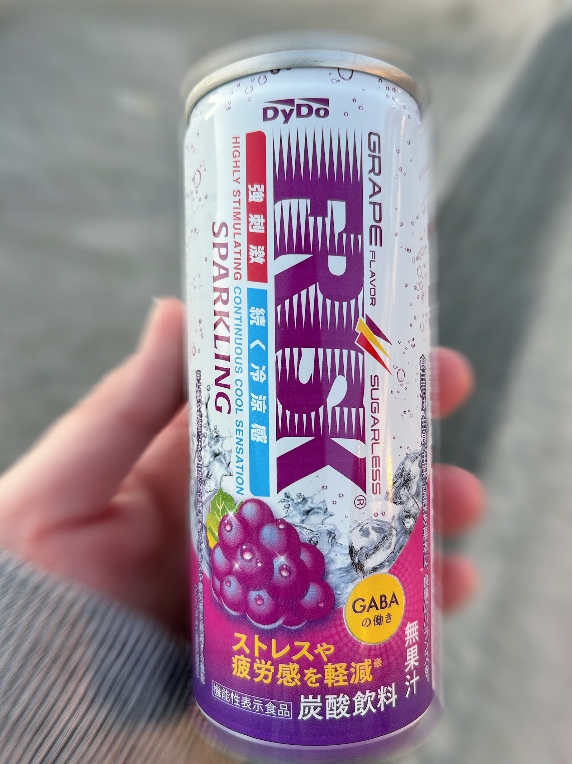 DyDo
GRAPE FLAVOR SUGARLESS
FRISK®
強刺激 続く冷涼感
HIGHLY STIMULATING CONTINUOUS COOL SENSATION
SPARKLING
GABA
の働き
ストレスや
疲労感を軽減※
無果汁
機能性表示食品
炭酸飲料